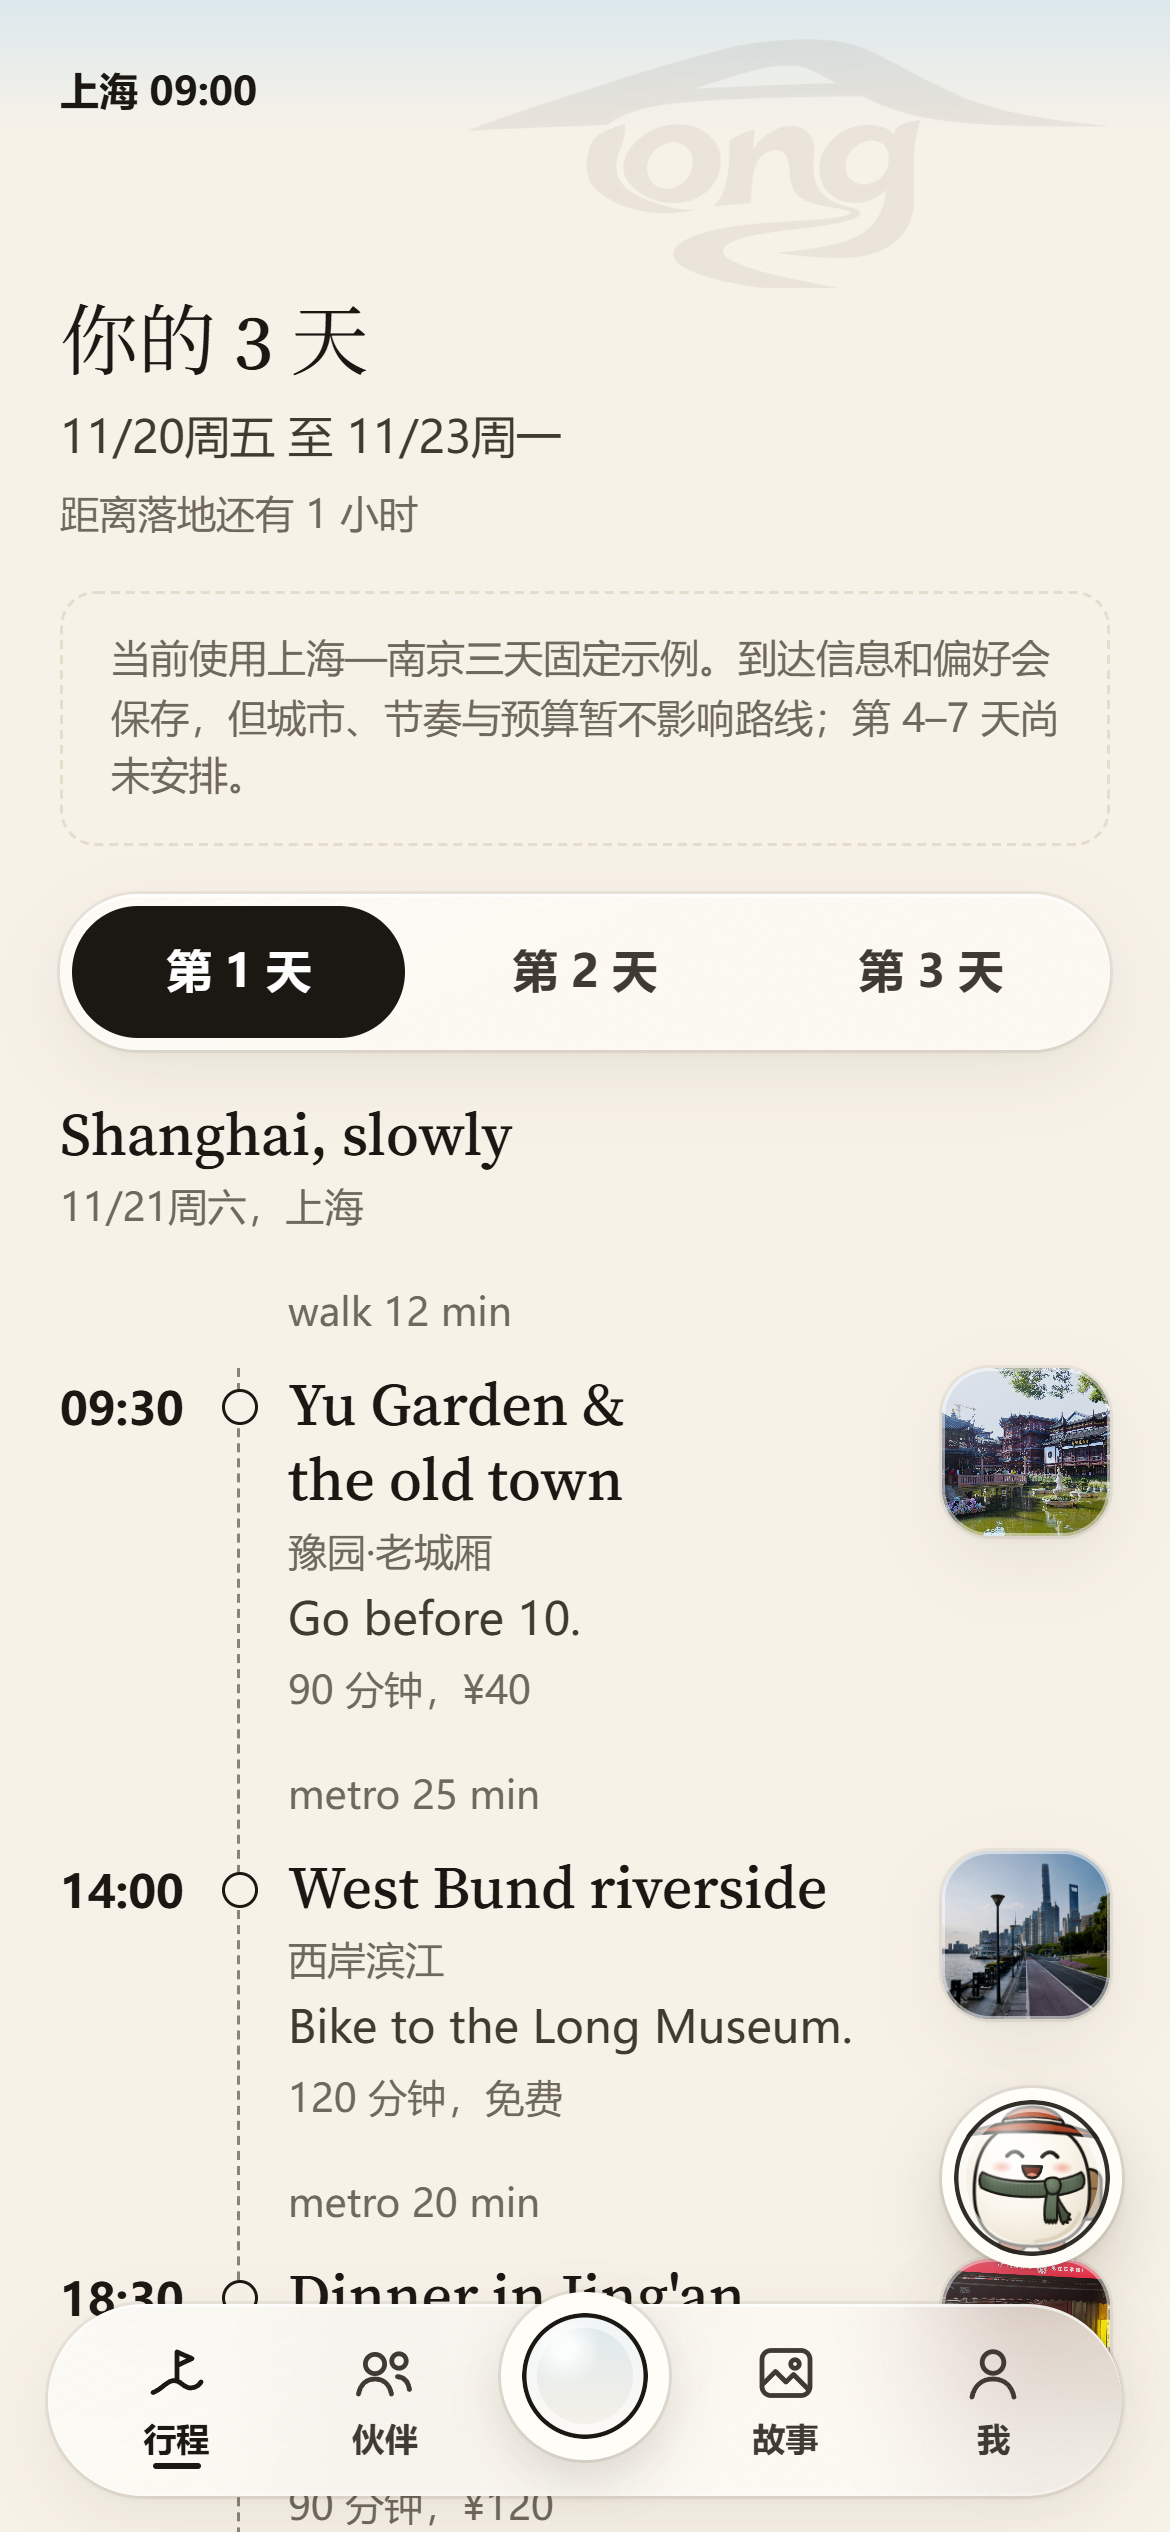 上海 09:00
Long
你的 3 天
11/20周五 至 11/23周一
距离落地还有 1 小时
当前使用上海—南京三天固定示例。到达信息和偏好会
保存，但城市、节奏与预算暂不影响路线；第 4–7 天尚
未安排。
第 1 天
第 2 天
第 3 天
Shanghai, slowly
11/21周六，上海
walk 12 min
09:30
Yu Garden &
the old town
豫园·老城厢
Go before 10.
90 分钟，¥40
metro 25 min
14:00
West Bund riverside
西岸滨江
Bike to the Long Museum.
120 分钟，免费
metro 20 min
18:30
Dinner in Jing'an
行程
伙伴
故事
我
90 分钟，¥120